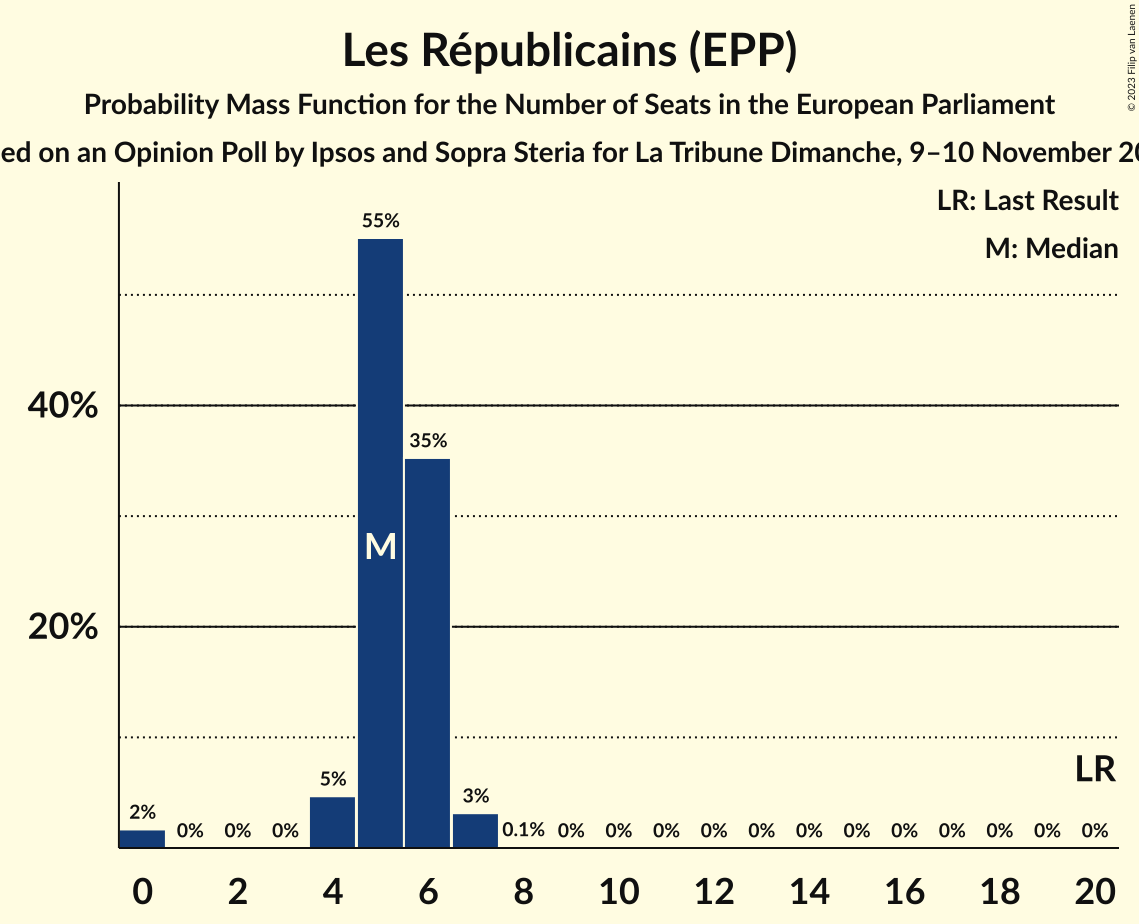 Les Républicains (EPP)
Probability Mass Function for the Number of Seats in the European Parliament
ed on an Opinion Poll by Ipsos and Sopra Steria for La Tribune Dimanche, 9–10 November 20
© 2023 Filip van Laenen
LR: Last Result
M: Median
55%
40%
35%
M
20%
LR
5%
3%
2%
0% 0% 0% 0.1% 0% 0% 0% 0% 0% 0% 0% 0% 0% 0% 0% 0%
0 2 4 6 8 10 12 14 16 18 20